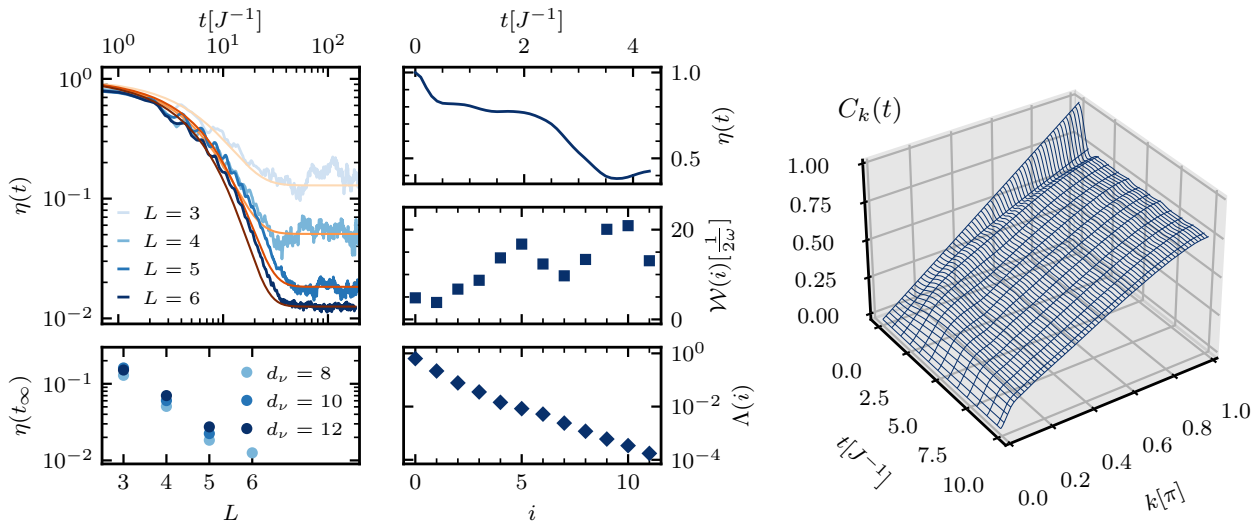 t[J⁻¹]
10⁰ 10¹ 10²
η(t)
10⁰
10⁻¹
10⁻²
L = 3
L = 4
L = 5
L = 6
η(t∞)
10⁻¹
10⁻²
d_ν = 8
d_ν = 10
d_ν = 12
3 4 5 6
L
t[J⁻¹]
0 2 4
1.0
0.5
η(t)
20
0
𝒲(i)[1/2ω]
10⁰
10⁻²
10⁻⁴
Λ(i)
0 5 10
i
C_k(t)
1.00
0.75
0.50
0.25
0.00
0.0
2.5
5.0
7.5
10.0
t[J⁻¹]
0.0
0.2
0.4
0.6
0.8
1.0
k[π]